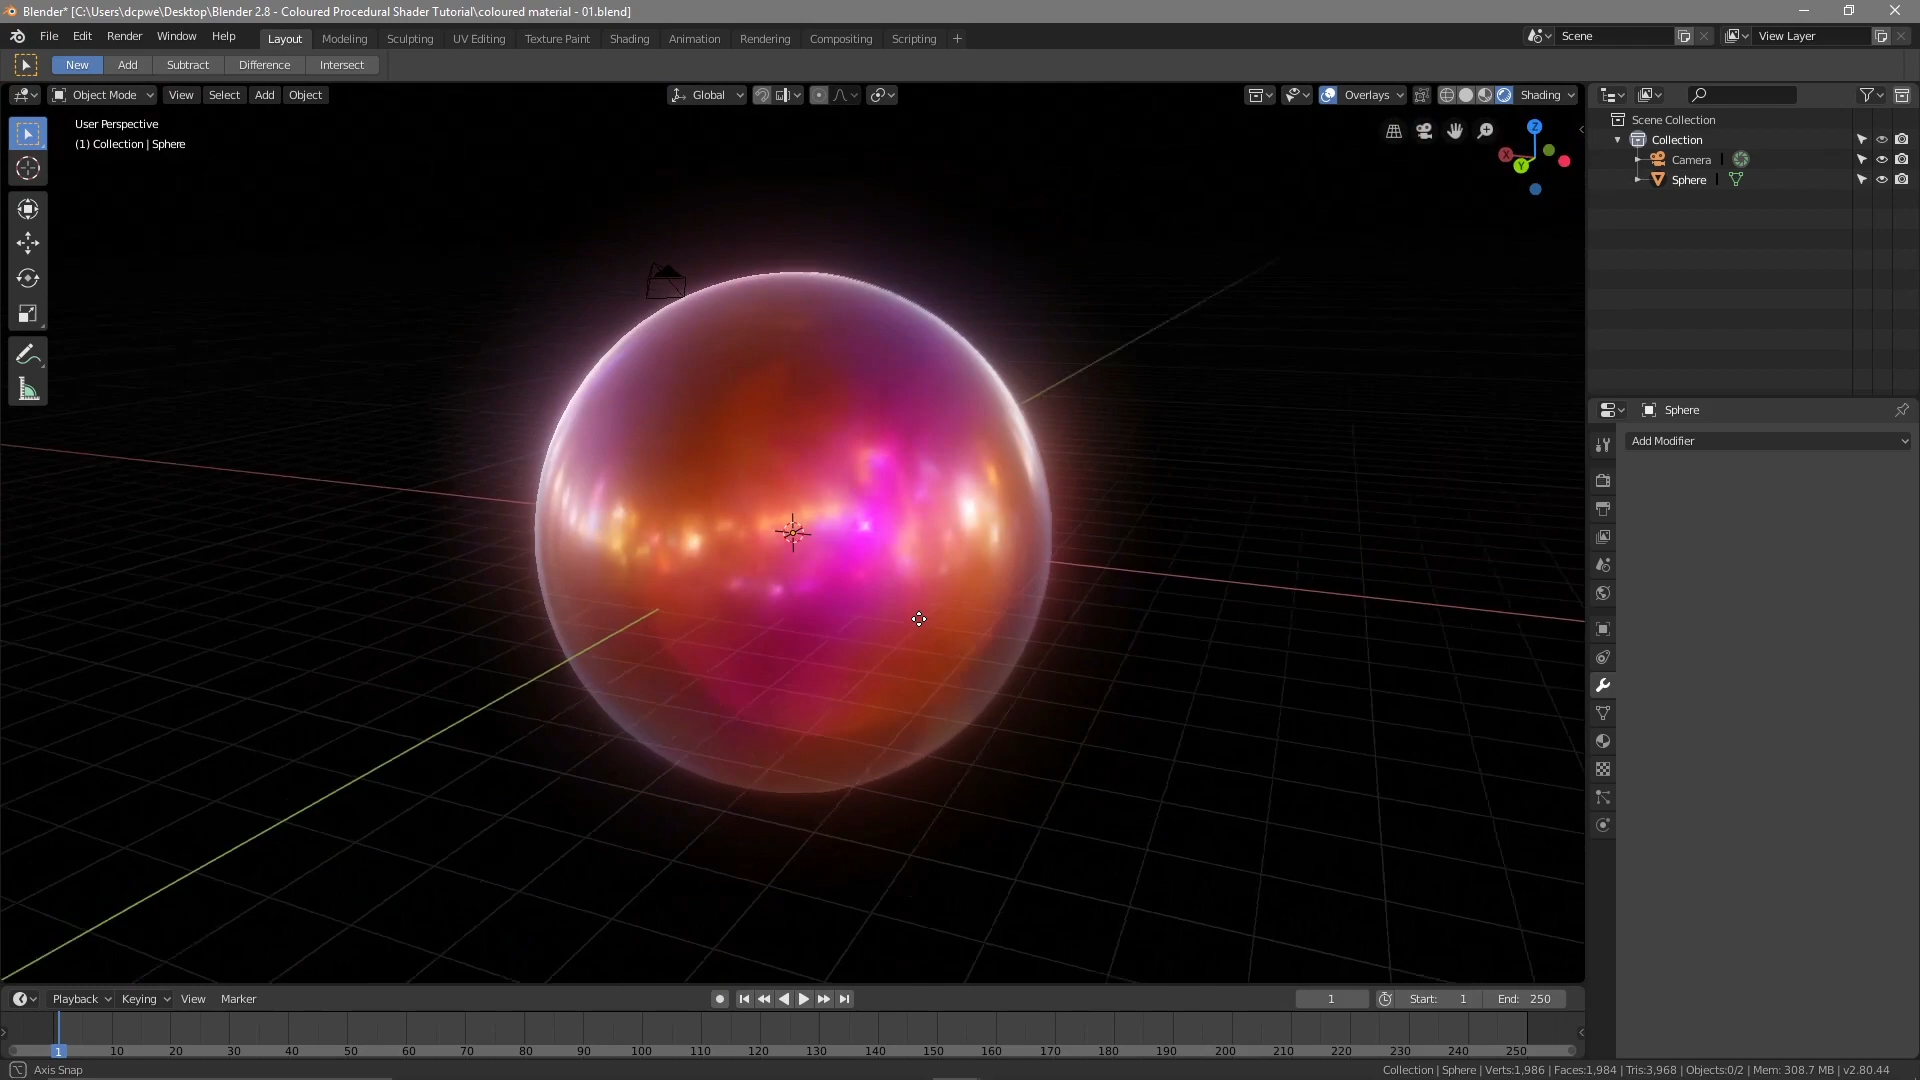 Blender* [C:\Users\dcpwe\Desktop\Blender 2.8 - Coloured Procedural Shader Tutorial\coloured material - 01.blend]
File Edit Render Window Help Layout Modeling Sculpting UV Editing Texture Paint Shading Animation Rendering Compositing Scripting + Scene View Layer
New Add Subtract Difference Intersect
Object Mode View Select Add Object Global Overlays Shading
User Perspective
(1) Collection | Sphere
Z
X
Y
Scene Collection
Collection
Camera
Sphere
Sphere
Add Modifier
Playback Keying View Marker 1 Start: 1 End: 250
1 10 20 30 40 50 60 70 80 90 100 110 120 130 140 150 160 170 180 190 200 210 220 230 240 250
Axis Snap
Collection | Sphere | Verts:1,986 | Faces:1,984 | Tris:3,968 | Objects:0/2 | Mem: 308.7 MB | v2.80.44